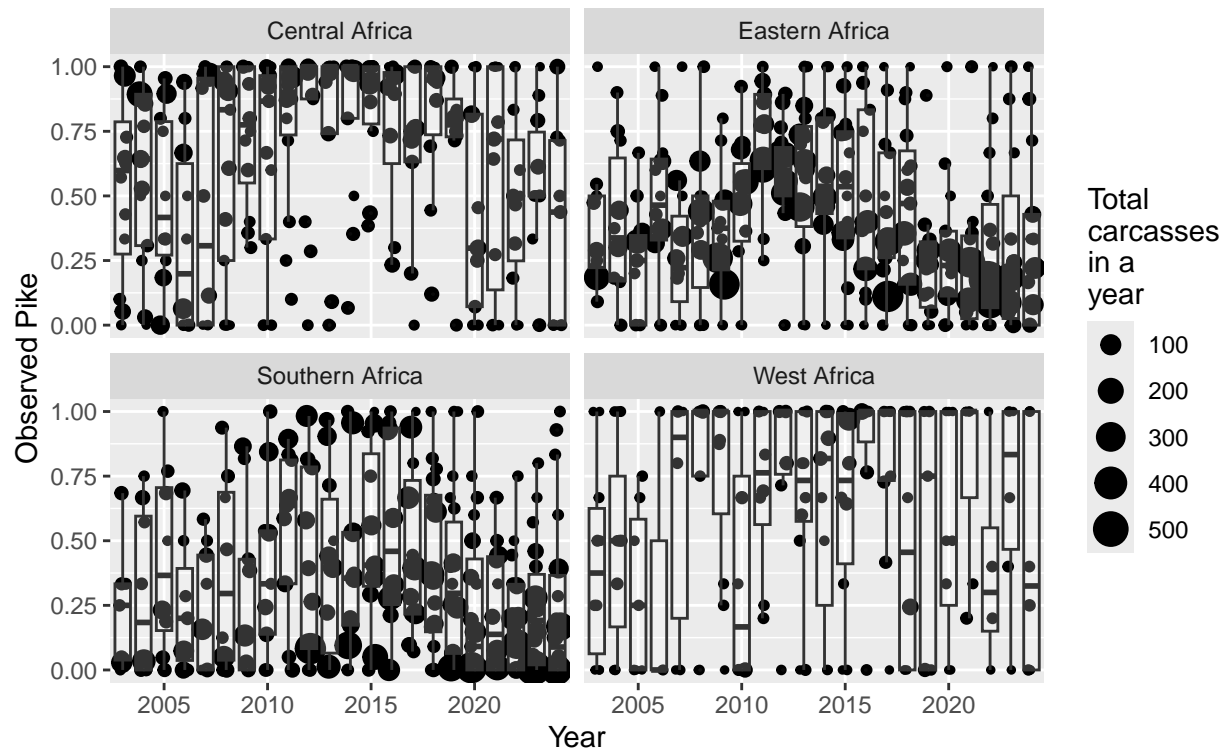 Central Africa
Eastern Africa
1.00
0.75
0.50
0.25
0.00
Southern Africa
West Africa
1.00
0.75
0.50
0.25
0.00
2005
2010
2015
2020
2005
2010
2015
2020
Year
Observed Pike
Total
carcasses
in a
year
100
200
300
400
500